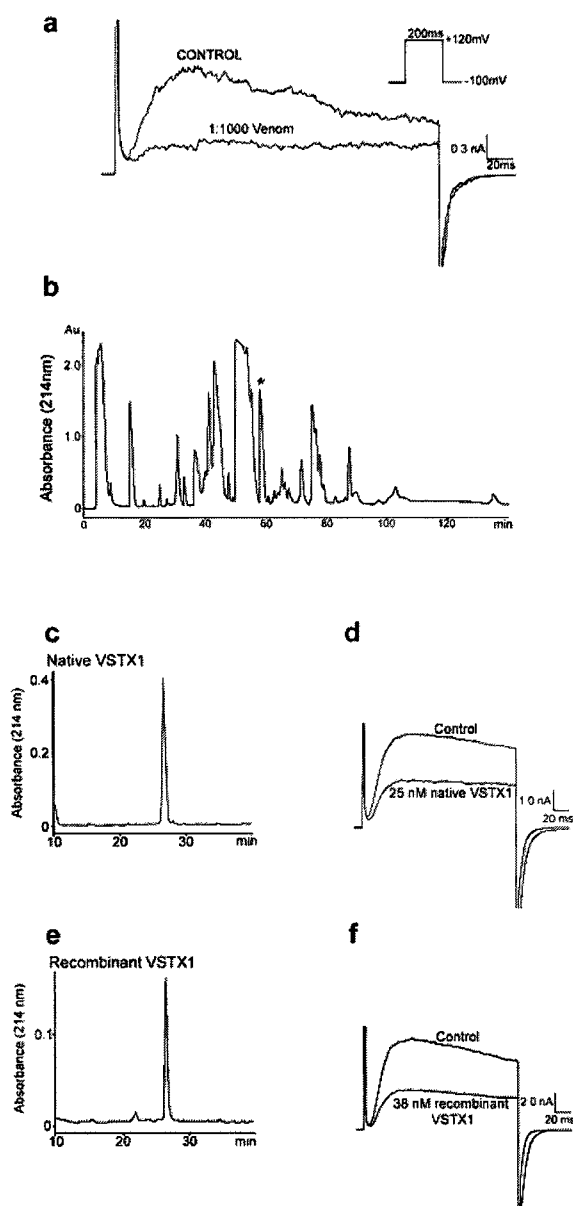 a
200ms
+120mV
-100mV
CONTROL
1:1000 Venom
0.3 nA
20ms
b
Au
2.0
1.0
0
Absorbance (214nm)
0 20 40 60 80 100 120 min
*
c
Native VSTX1
0.4
0.2
0
Absorbance (214 nm)
10 20 30 min
d
Control
25 nM native VSTX1
1.0 nA
20 ms
e
Recombinant VSTX1
0.1
0
Absorbance (214 nm)
10 20 30 min
f
Control
38 nM recombinant
VSTX1
2.0 nA
20 ms